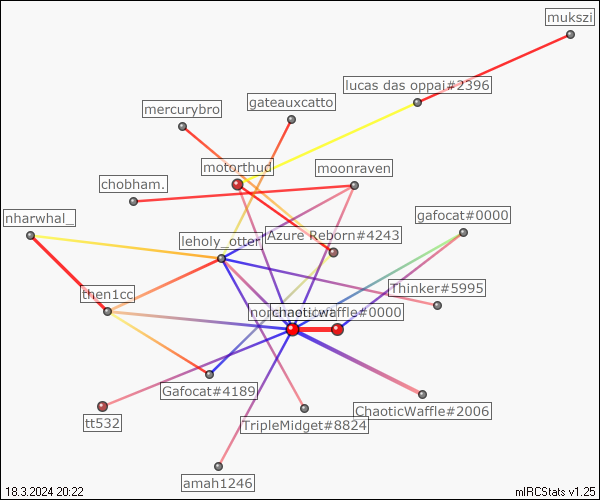 mukszi
lucas das oppai#2396
gateauxcatto
mercurybro
motorthud
moonraven
chobham.
nharwhal_
gafocat#0000
leholy_otter
Azure Reborn#4243
Thinker#5995
then1cc
chaoticwaffle#0000
Gafocat#4189
ChaoticWaffle#2006
tt532
TripleMidget#8824
amah1246
18.3.2024 20:22
mIRCStats v1.25